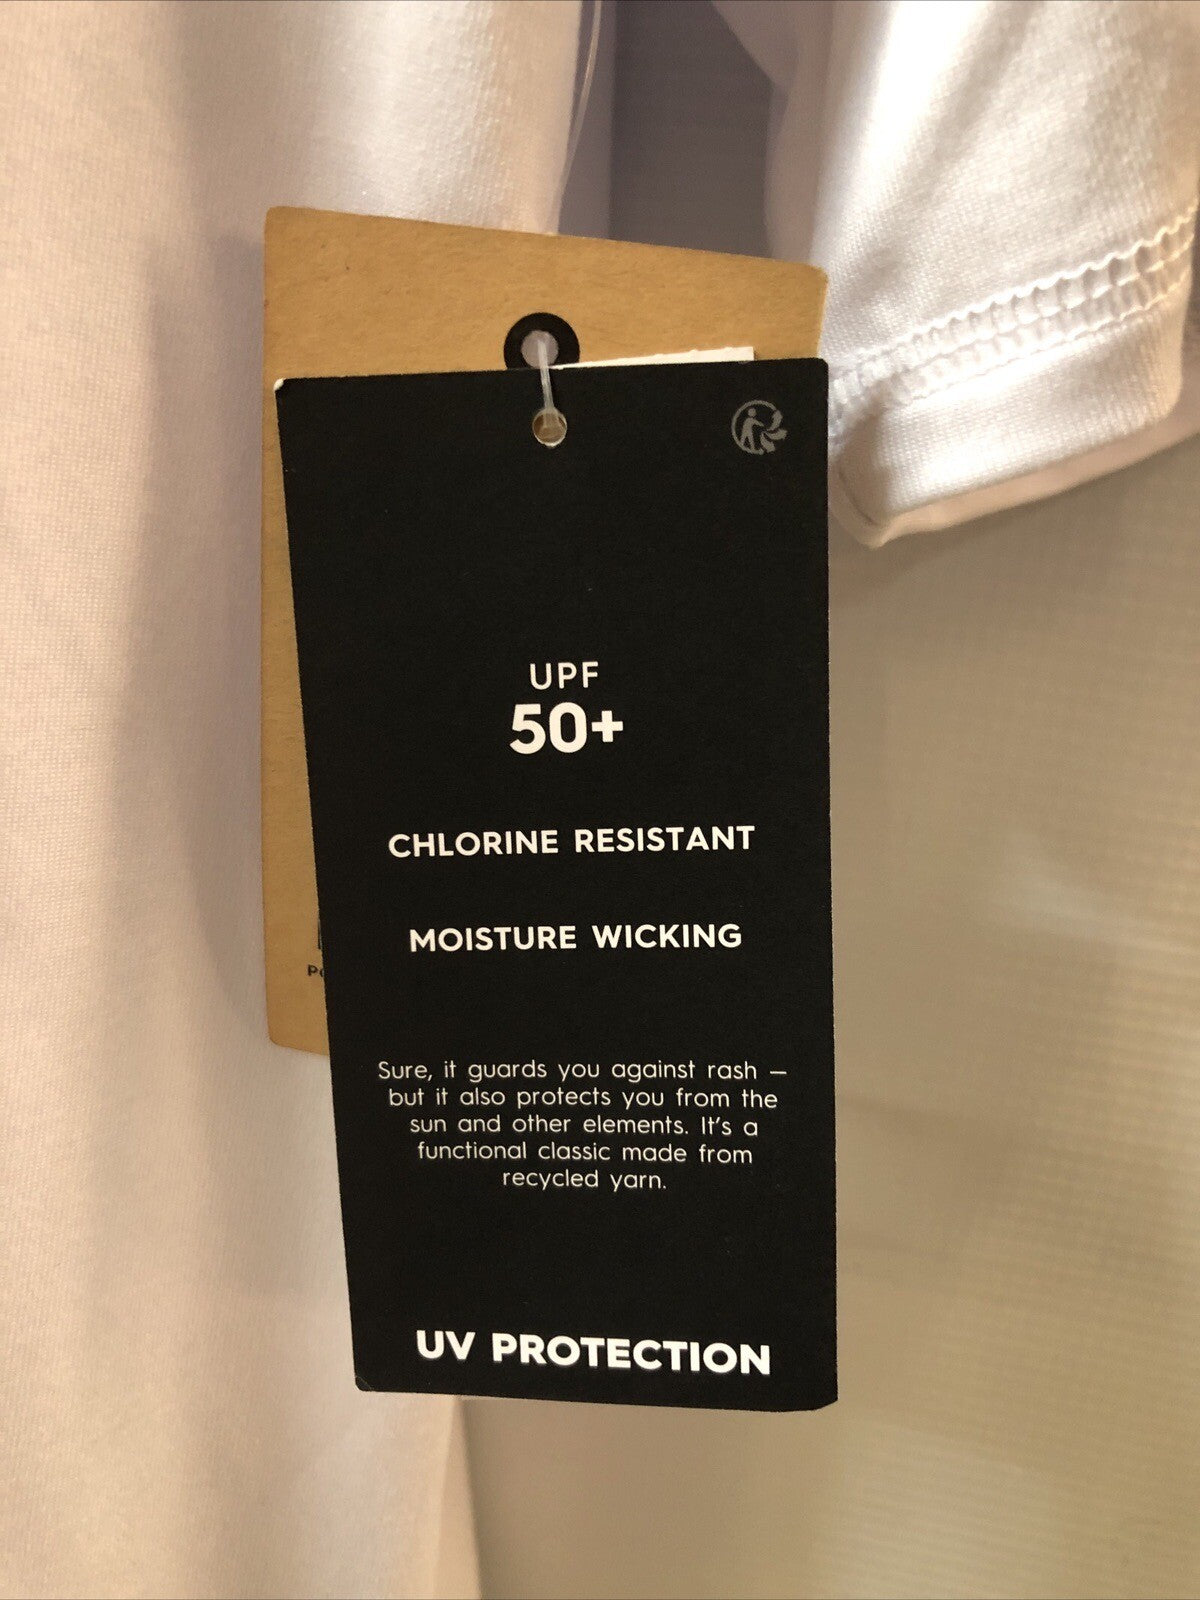 UPF
50+
CHLORINE RESISTANT
MOISTURE WICKING
Sure, it guards you against rash –
but it also protects you from the
sun and other elements. It's a
functional classic made from
recycled yarn.
UV PROTECTION